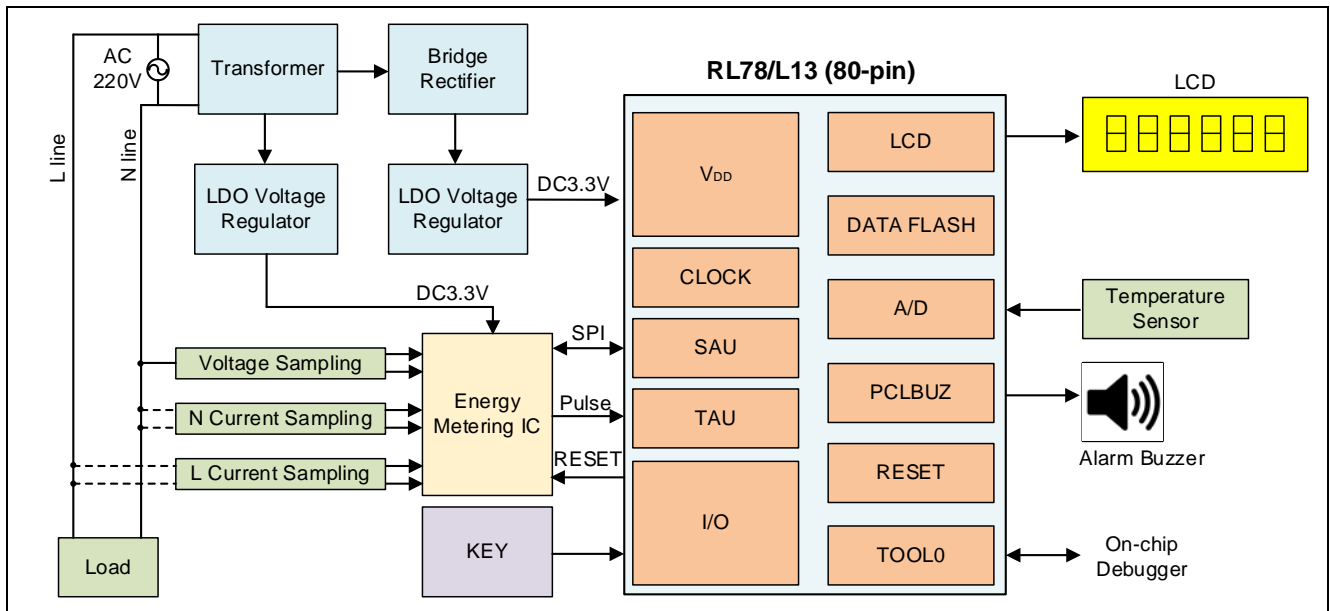 AC
220V
L line
N line
Transformer
Bridge
Rectifier
LDO Voltage
Regulator
LDO Voltage
Regulator
DC3.3V
DC3.3V
Voltage Sampling
N Current Sampling
L Current Sampling
Energy
Metering IC
SPI
Pulse
RESET
KEY
Load
RL78/L13 (80-pin)
VDD
CLOCK
SAU
TAU
I/O
LCD
DATA FLASH
A/D
PCLBUZ
RESET
TOOL0
LCD
Temperature
Sensor
Alarm Buzzer
On-chip
Debugger